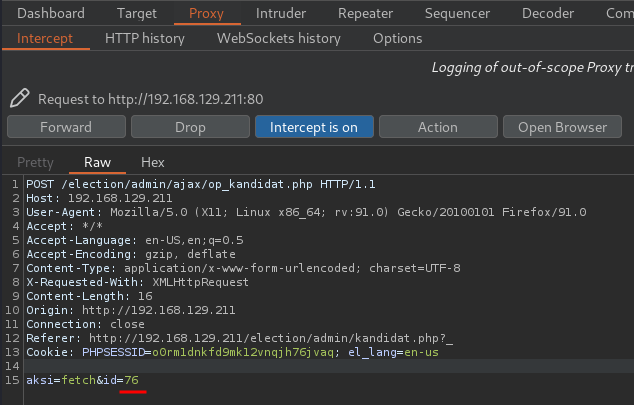 Dashboard Target Proxy Intruder Repeater Sequencer Decoder Com
Intercept HTTP history WebSockets history Options
Logging of out-of-scope Proxy tr
Request to http://192.168.129.211:80
Forward Drop Intercept is on Action Open Browser
Pretty Raw Hex
1 POST /election/admin/ajax/op_kandidat.php HTTP/1.1
2 Host: 192.168.129.211
3 User-Agent: Mozilla/5.0 (X11; Linux x86_64; rv:91.0) Gecko/20100101 Firefox/91.0
4 Accept: */*
5 Accept-Language: en-US,en;q=0.5
6 Accept-Encoding: gzip, deflate
7 Content-Type: application/x-www-form-urlencoded; charset=UTF-8
8 X-Requested-With: XMLHttpRequest
9 Content-Length: 16
10 Origin: http://192.168.129.211
11 Connection: close
12 Referer: http://192.168.129.211/election/admin/kandidat.php?_
13 Cookie: PHPSESSID=o0rm1dnkfd9mk12vnqjh76jvaq; el_lang=en-us
14
15 aksi=fetch&id=76